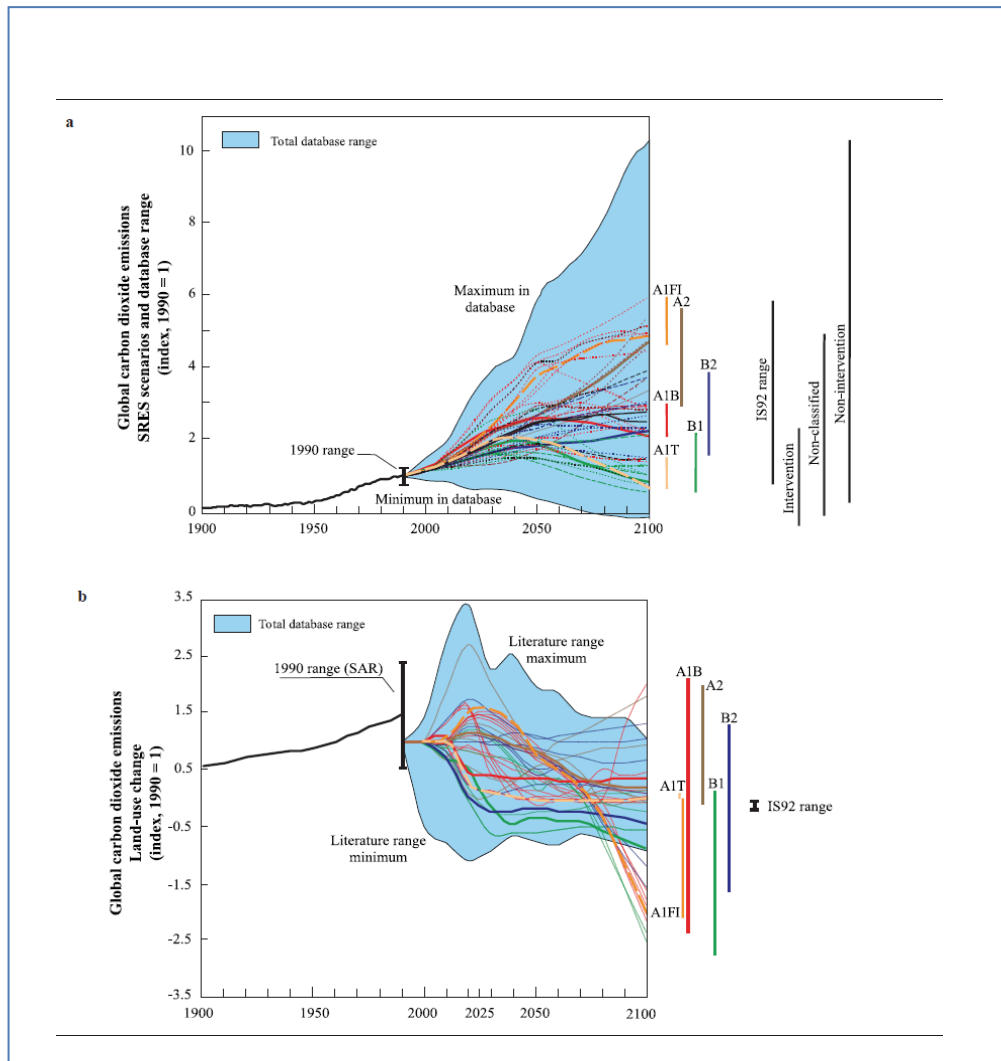 a
Global carbon dioxide emissions
SRES scenarios and database range
(index, 1990 = 1)
10
8
6
4
2
0
Total database range
Maximum in
database
1990 range
Minimum in database
1900
1950
2000
2050
2100
A1FI
A2
A1B
B2
B1
A1T
IS92 range
Intervention
Non-classified
Non-intervention
b
Global carbon dioxide emissions
Land-use change
(index, 1990 = 1)
3.5
2.5
1.5
0.5
-0.5
-1.5
-2.5
-3.5
Total database range
1990 range (SAR)
Literature range
maximum
Literature range
minimum
1900
1950
2000
2025
2050
2100
A1B
A2
B2
A1T
B1
A1FI
IS92 range